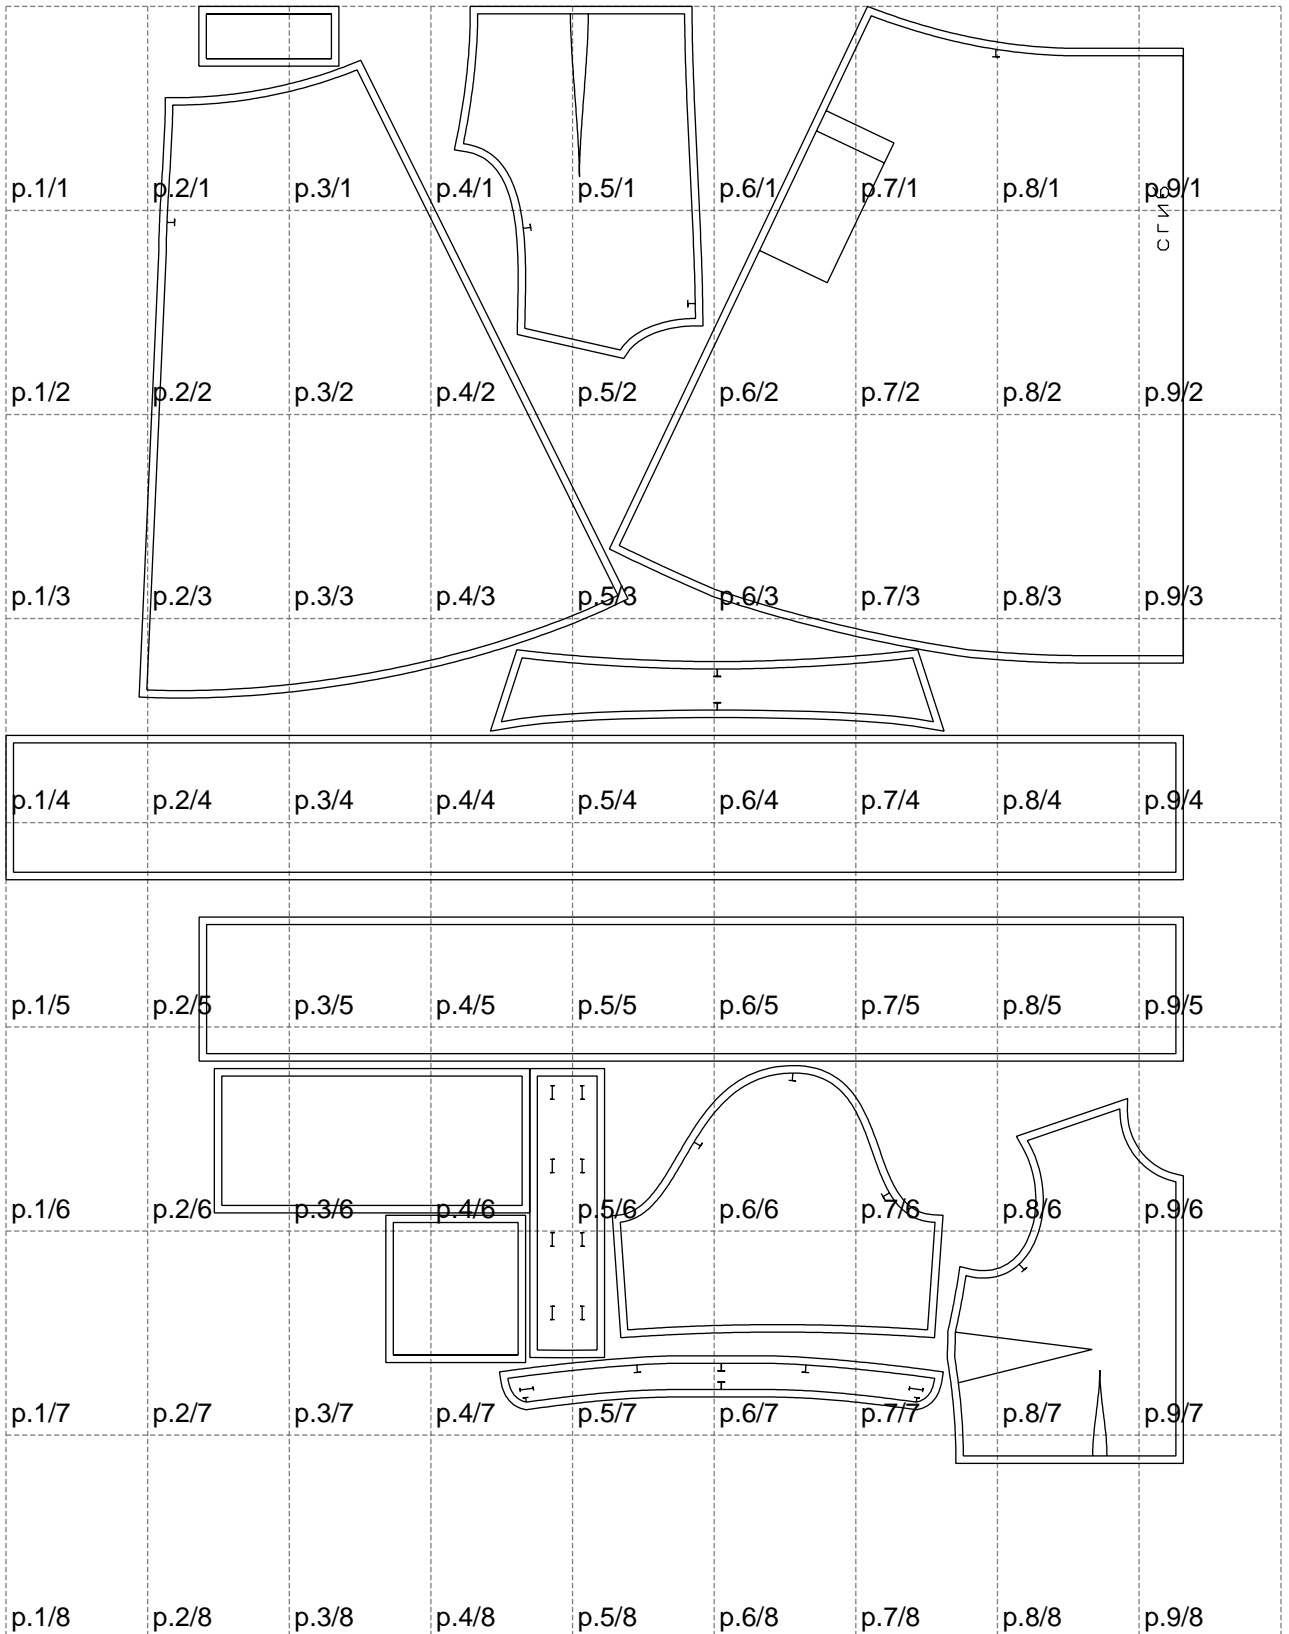 p.1/1 p.2/1 p.3/1 p.4/1 p.5/1 p.6/1 p.7/1 p.8/1 p.9/1
СГИБ
p.1/2 p.2/2 p.3/2 p.4/2 p.5/2 p.6/2 p.7/2 p.8/2 p.9/2
p.1/3 p.2/3 p.3/3 p.4/3 p.5/3 p.6/3 p.7/3 p.8/3 p.9/3
p.1/4 p.2/4 p.3/4 p.4/4 p.5/4 p.6/4 p.7/4 p.8/4 p.9/4
p.1/5 p.2/5 p.3/5 p.4/5 p.5/5 p.6/5 p.7/5 p.8/5 p.9/5
p.1/6 p.2/6 p.3/6 p.4/6 p.5/6 p.6/6 p.7/6 p.8/6 p.9/6
p.1/7 p.2/7 p.3/7 p.4/7 p.5/7 p.6/7 p.7/7 p.8/7 p.9/7
p.1/8 p.2/8 p.3/8 p.4/8 p.5/8 p.6/8 p.7/8 p.8/8 p.9/8